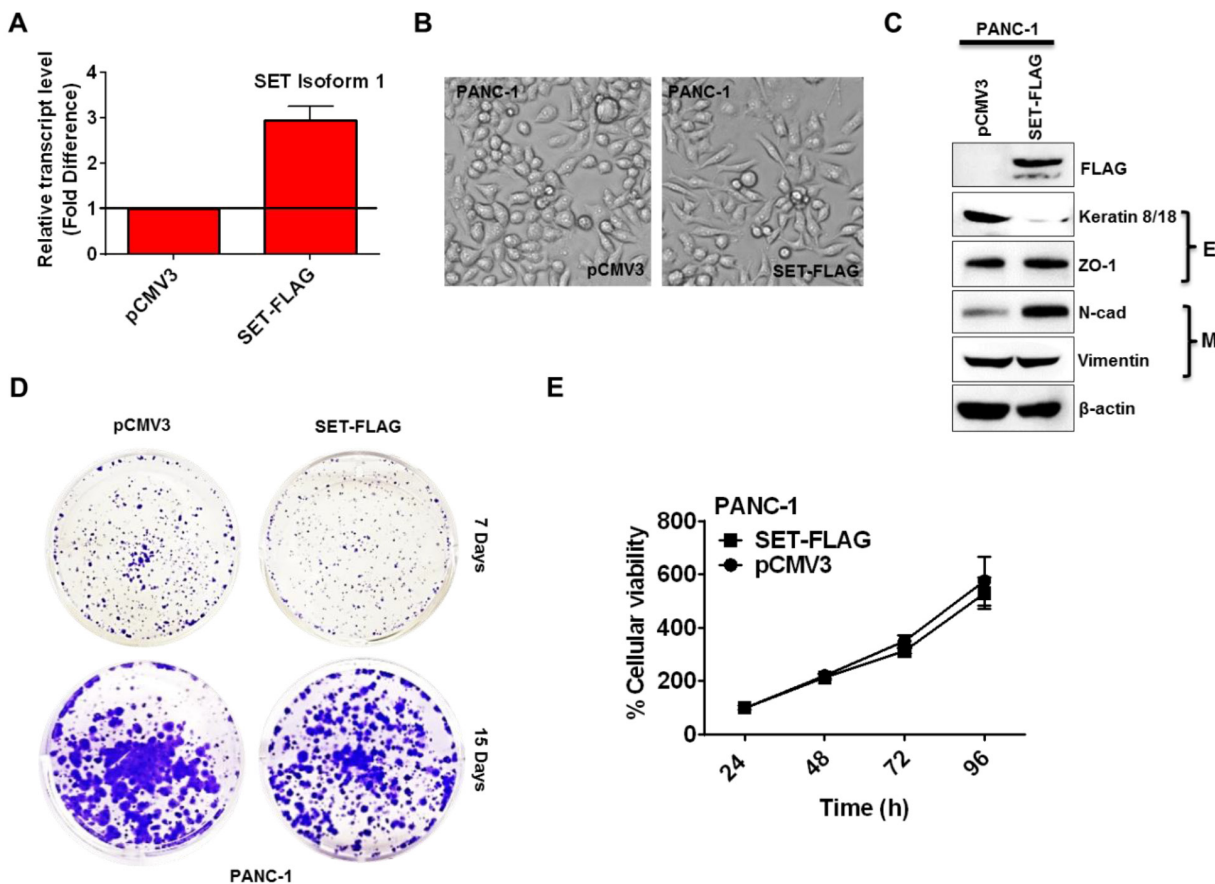 A
Relative transcript level
(Fold Difference)
4
3
2
1
0
SET Isoform 1
pCMV3
SET-FLAG
B
PANC-1
pCMV3
PANC-1
SET-FLAG
C
PANC-1
pCMV3
SET-FLAG
FLAG
Keratin 8/18
ZO-1
E
N-cad
Vimentin
M
β-actin
D
pCMV3
SET-FLAG
7 Days
15 Days
PANC-1
E
PANC-1
SET-FLAG
pCMV3
% Cellular viability
800
600
400
200
0
24
48
72
96
Time (h)